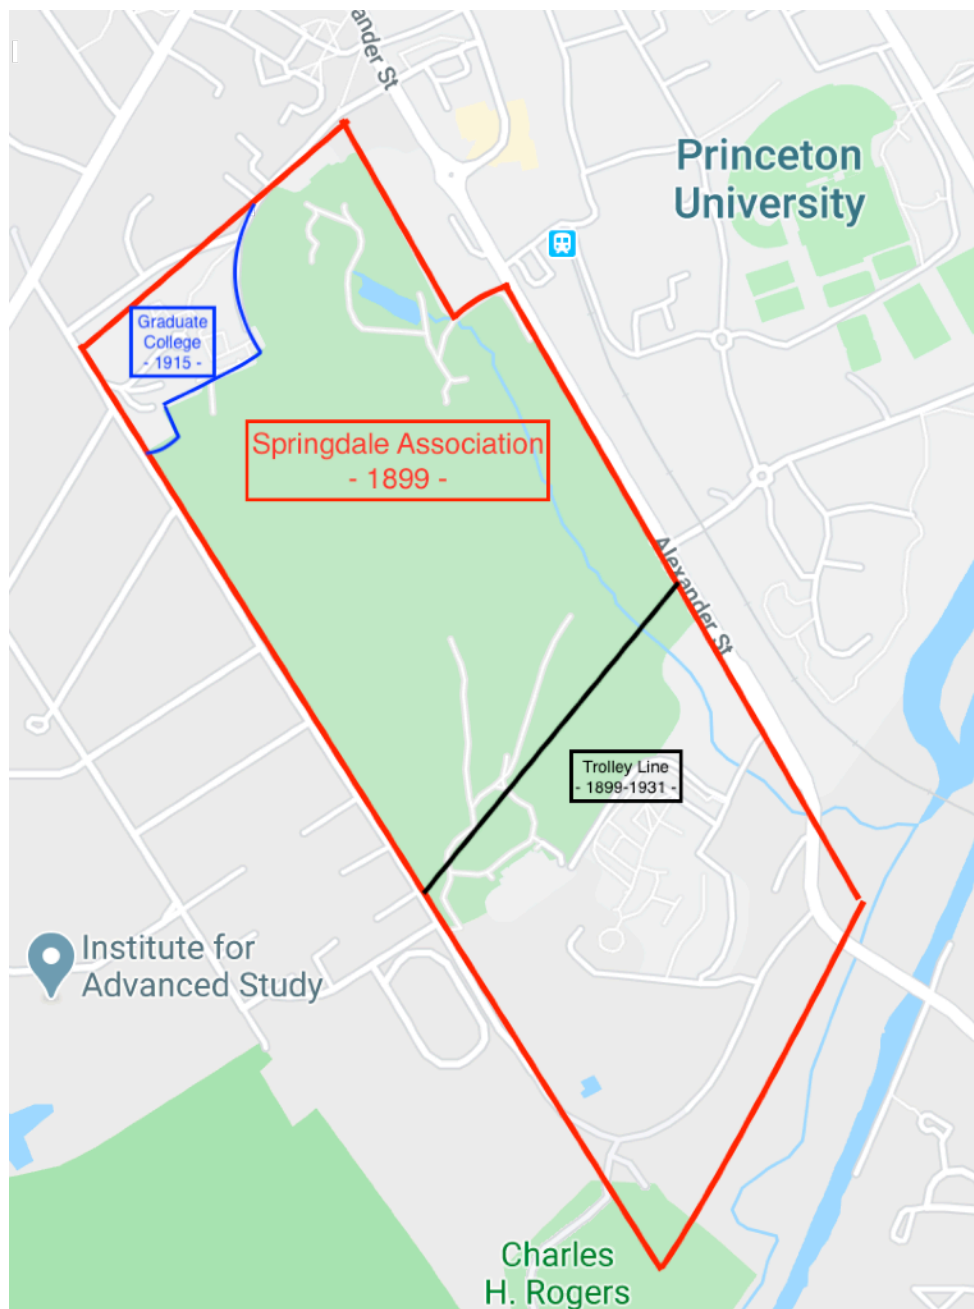 ander St
Princeton
University
Graduate
College
- 1915 -
Springdale Association
- 1899 -
Alexander St
Trolley Line
- 1899-1931 -
Institute for
Advanced Study
Charles
H. Rogers